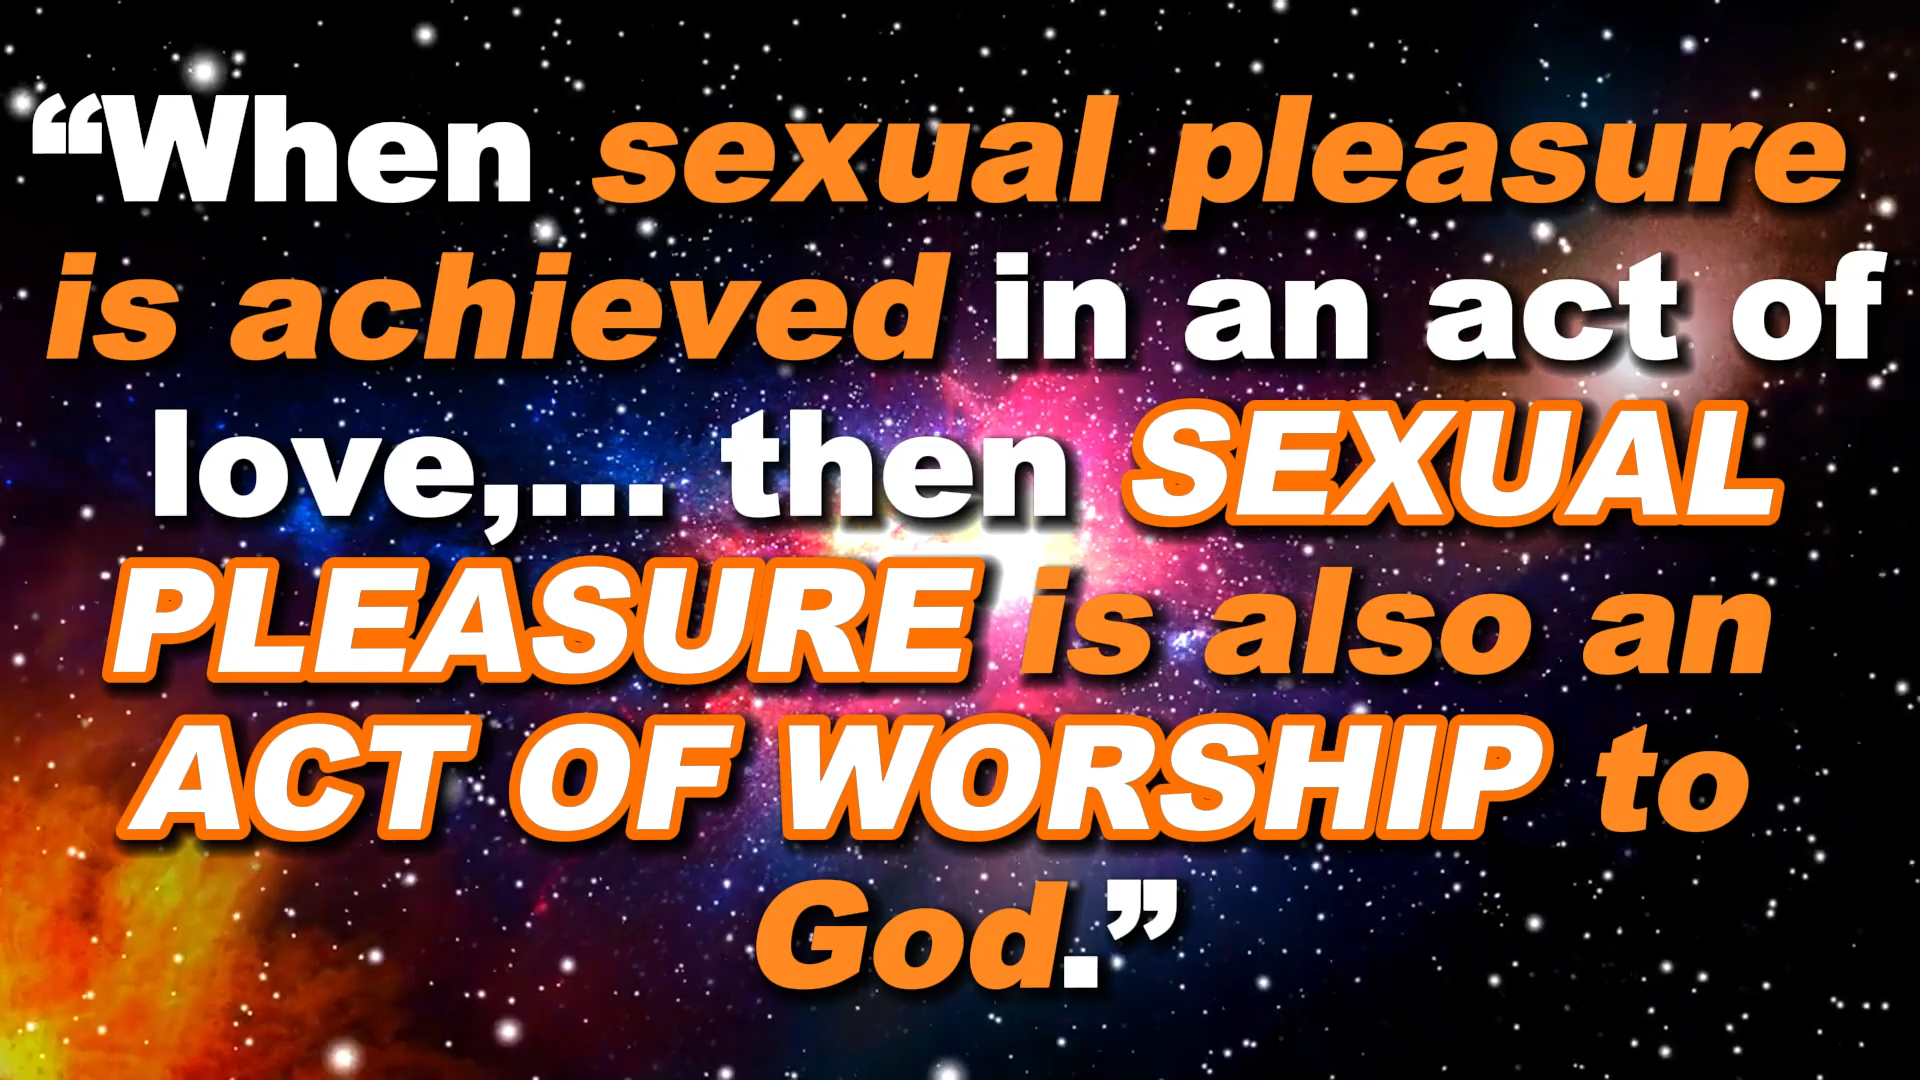 “When sexual pleasure
is achieved in an act of
love,... then SEXUAL
PLEASURE is also an
ACT OF WORSHIP to
God.”